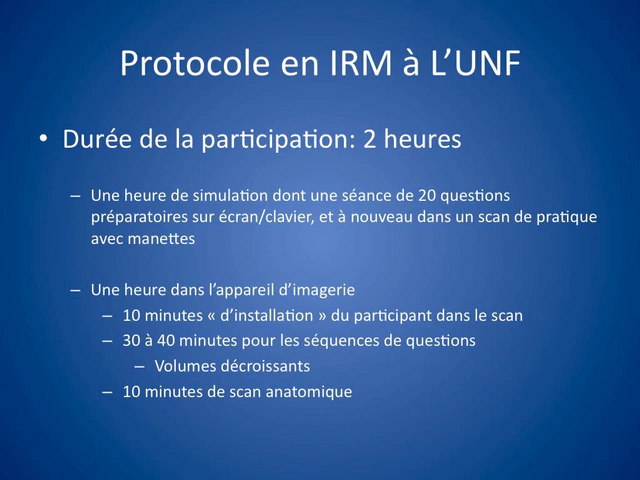 Protocole en IRM à L’UNF
• Durée de la participation: 2 heures
– Une heure de simulation dont une séance de 20 questions
préparatoires sur écran/clavier, et à nouveau dans un scan de pratique
avec manettes
– Une heure dans l’appareil d’imagerie
– 10 minutes « d’installation » du participant dans le scan
– 30 à 40 minutes pour les séquences de questions
– Volumes décroissants
– 10 minutes de scan anatomique